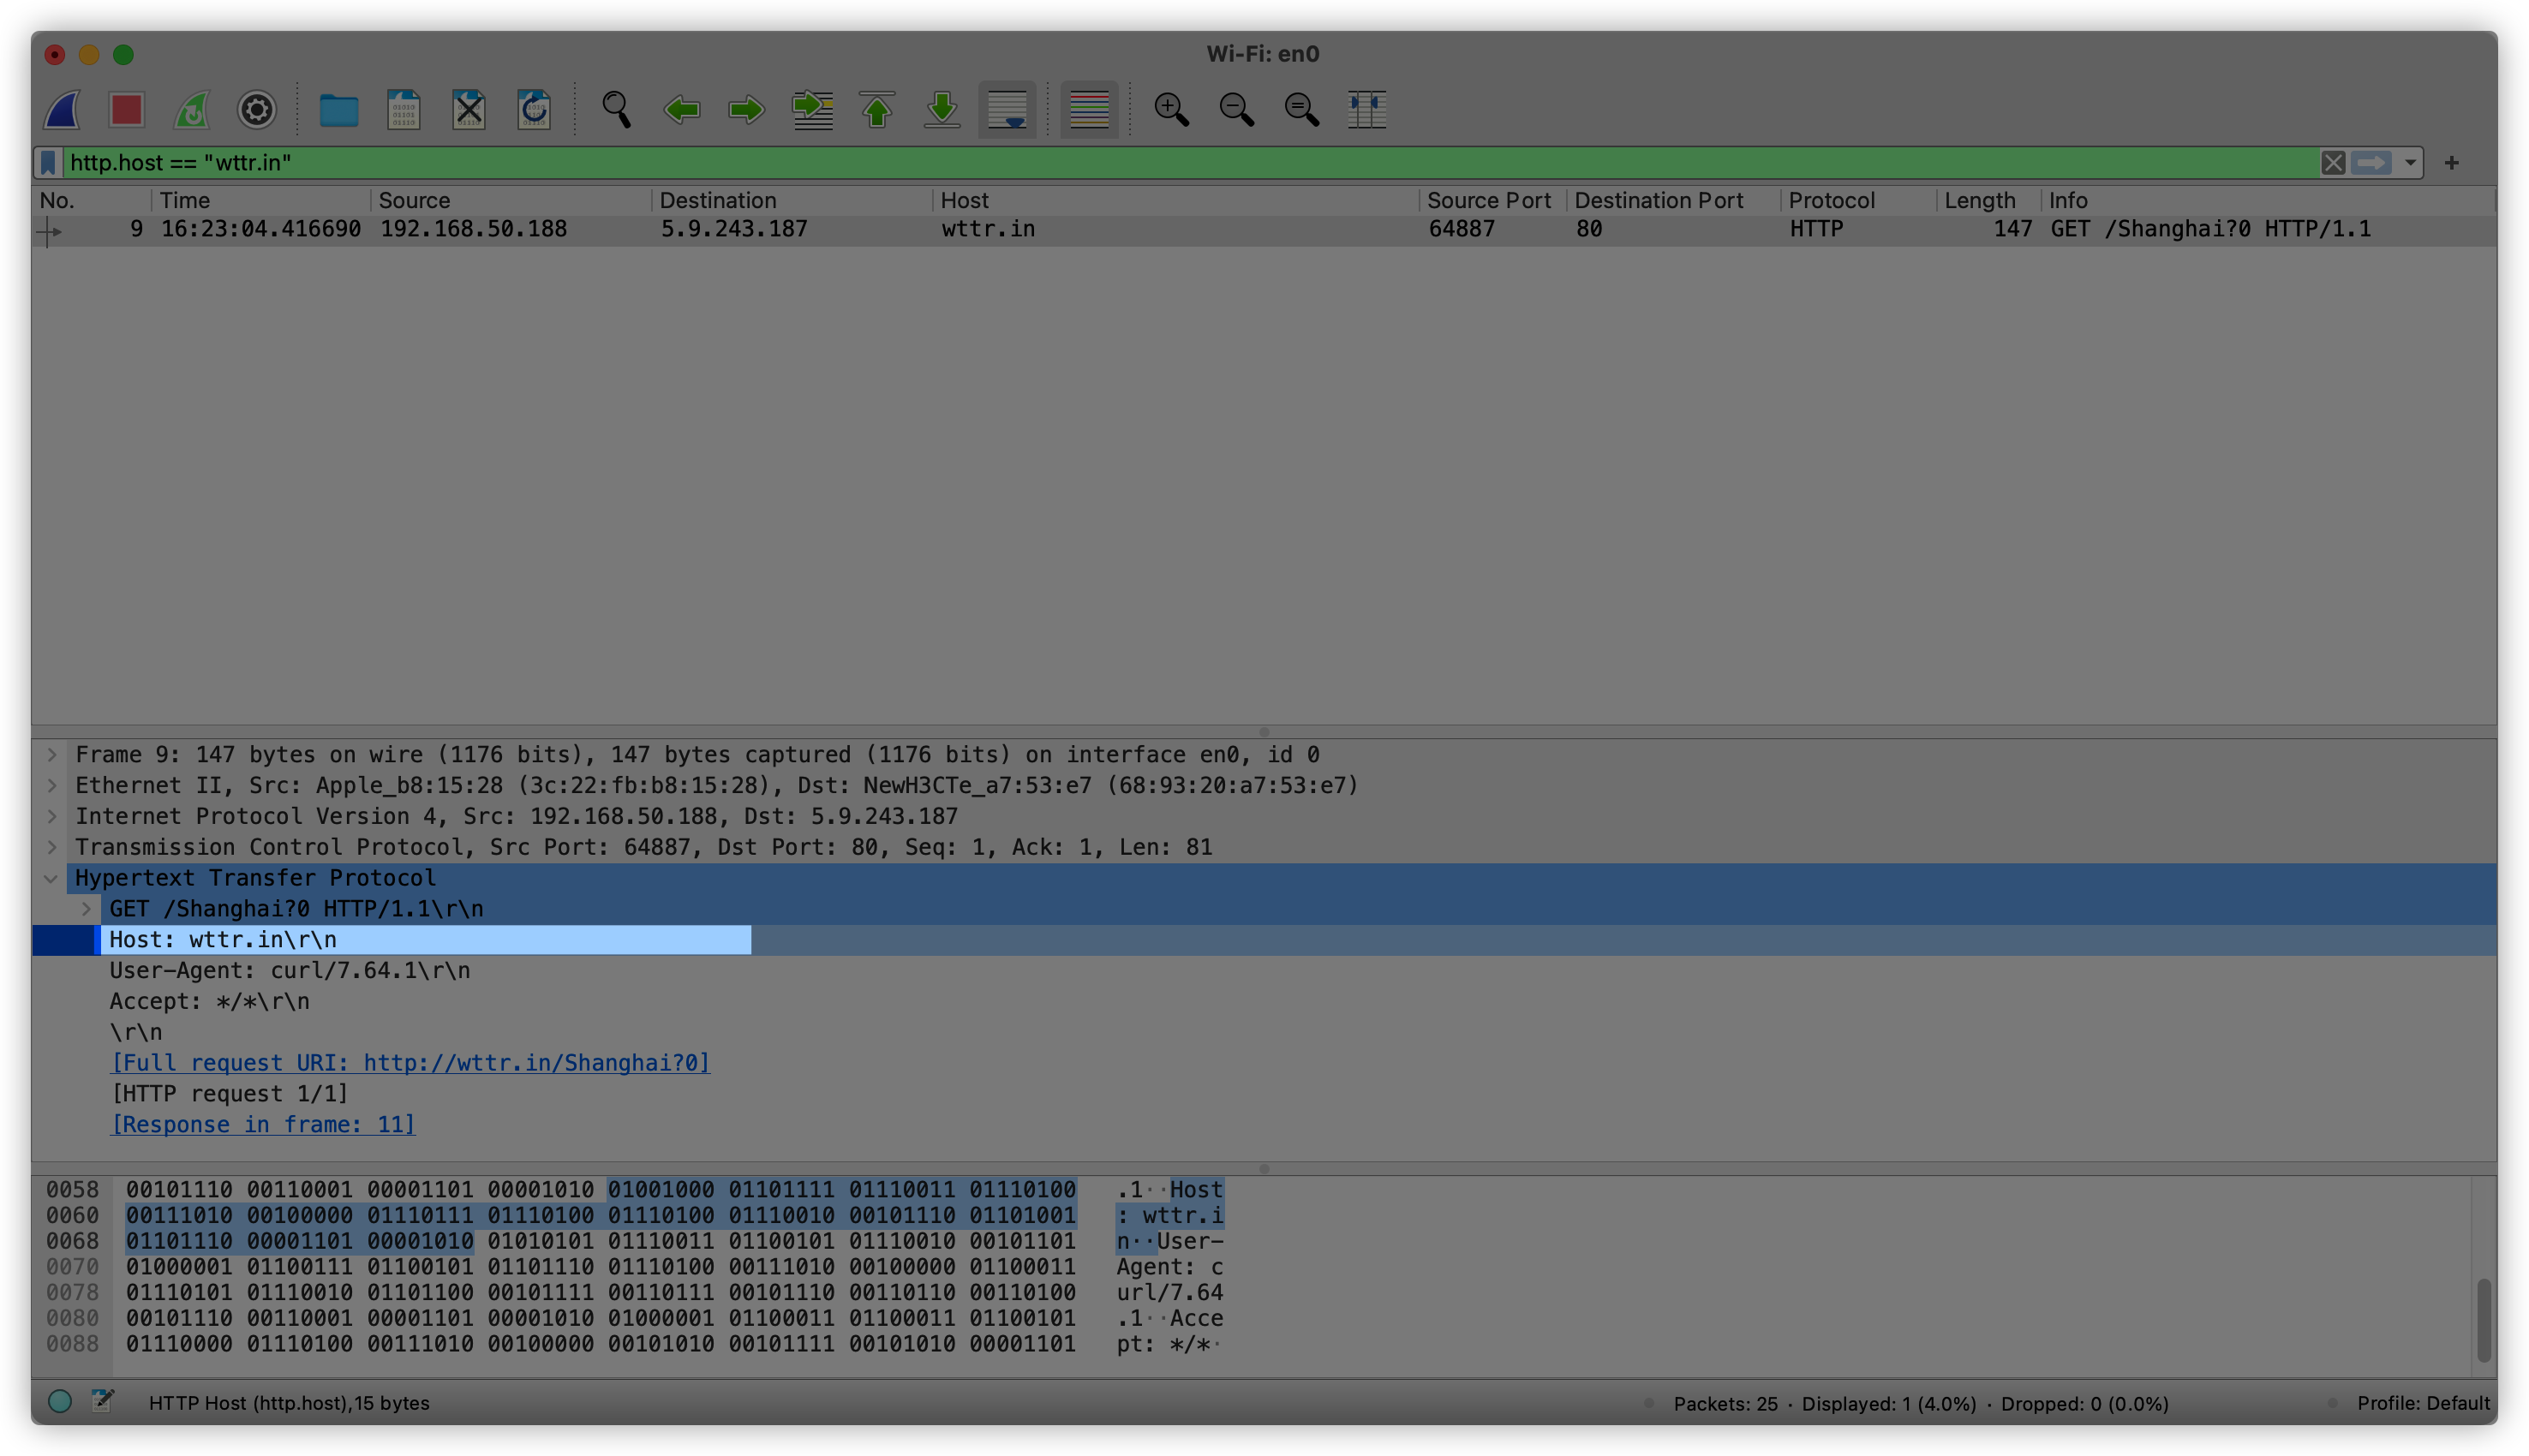 Wi-Fi: en0
http.host == "wttr.in"
No. Time Source Destination Host Source Port Destination Port Protocol Length Info
9 16:23:04.416690 192.168.50.188 5.9.243.187 wttr.in 64887 80 HTTP 147 GET /Shanghai?0 HTTP/1.1
Frame 9: 147 bytes on wire (1176 bits), 147 bytes captured (1176 bits) on interface en0, id 0
Ethernet II, Src: Apple_b8:15:28 (3c:22:fb:b8:15:28), Dst: NewH3CTe_a7:53:e7 (68:93:20:a7:53:e7)
Internet Protocol Version 4, Src: 192.168.50.188, Dst: 5.9.243.187
Transmission Control Protocol, Src Port: 64887, Dst Port: 80, Seq: 1, Ack: 1, Len: 81
Hypertext Transfer Protocol
GET /Shanghai?0 HTTP/1.1\r\n
Host: wttr.in\r\n
User-Agent: curl/7.64.1\r\n
Accept: */*\r\n
\r\n
[Full request URI: http://wttr.in/Shanghai?0]
[HTTP request 1/1]
[Response in frame: 11]
0058 00101110 00110001 00001101 00001010 01001000 01101111 01110011 01110100 .1··Host
0060 00111010 00100000 01110111 01110100 01110100 01110010 00101110 01101001 : wttr.i
0068 01101110 00001101 00001010 01010101 01110011 01100101 01110010 00101101 n··User-
0070 01000001 01100111 01100101 01101110 01110100 00111010 00100000 01100011 Agent: c
0078 01110101 01110010 01101100 00101111 00110111 00101110 00110110 00110100 url/7.64
0080 00101110 00110001 00001101 00001010 01000001 01100011 01100011 01100101 .1··Acce
0088 01110000 01110100 00111010 00100000 00101010 00101111 00101010 00001101 pt: */*·
HTTP Host (http.host), 15 bytes Packets: 25 · Displayed: 1 (4.0%) · Dropped: 0 (0.0%) Profile: Default